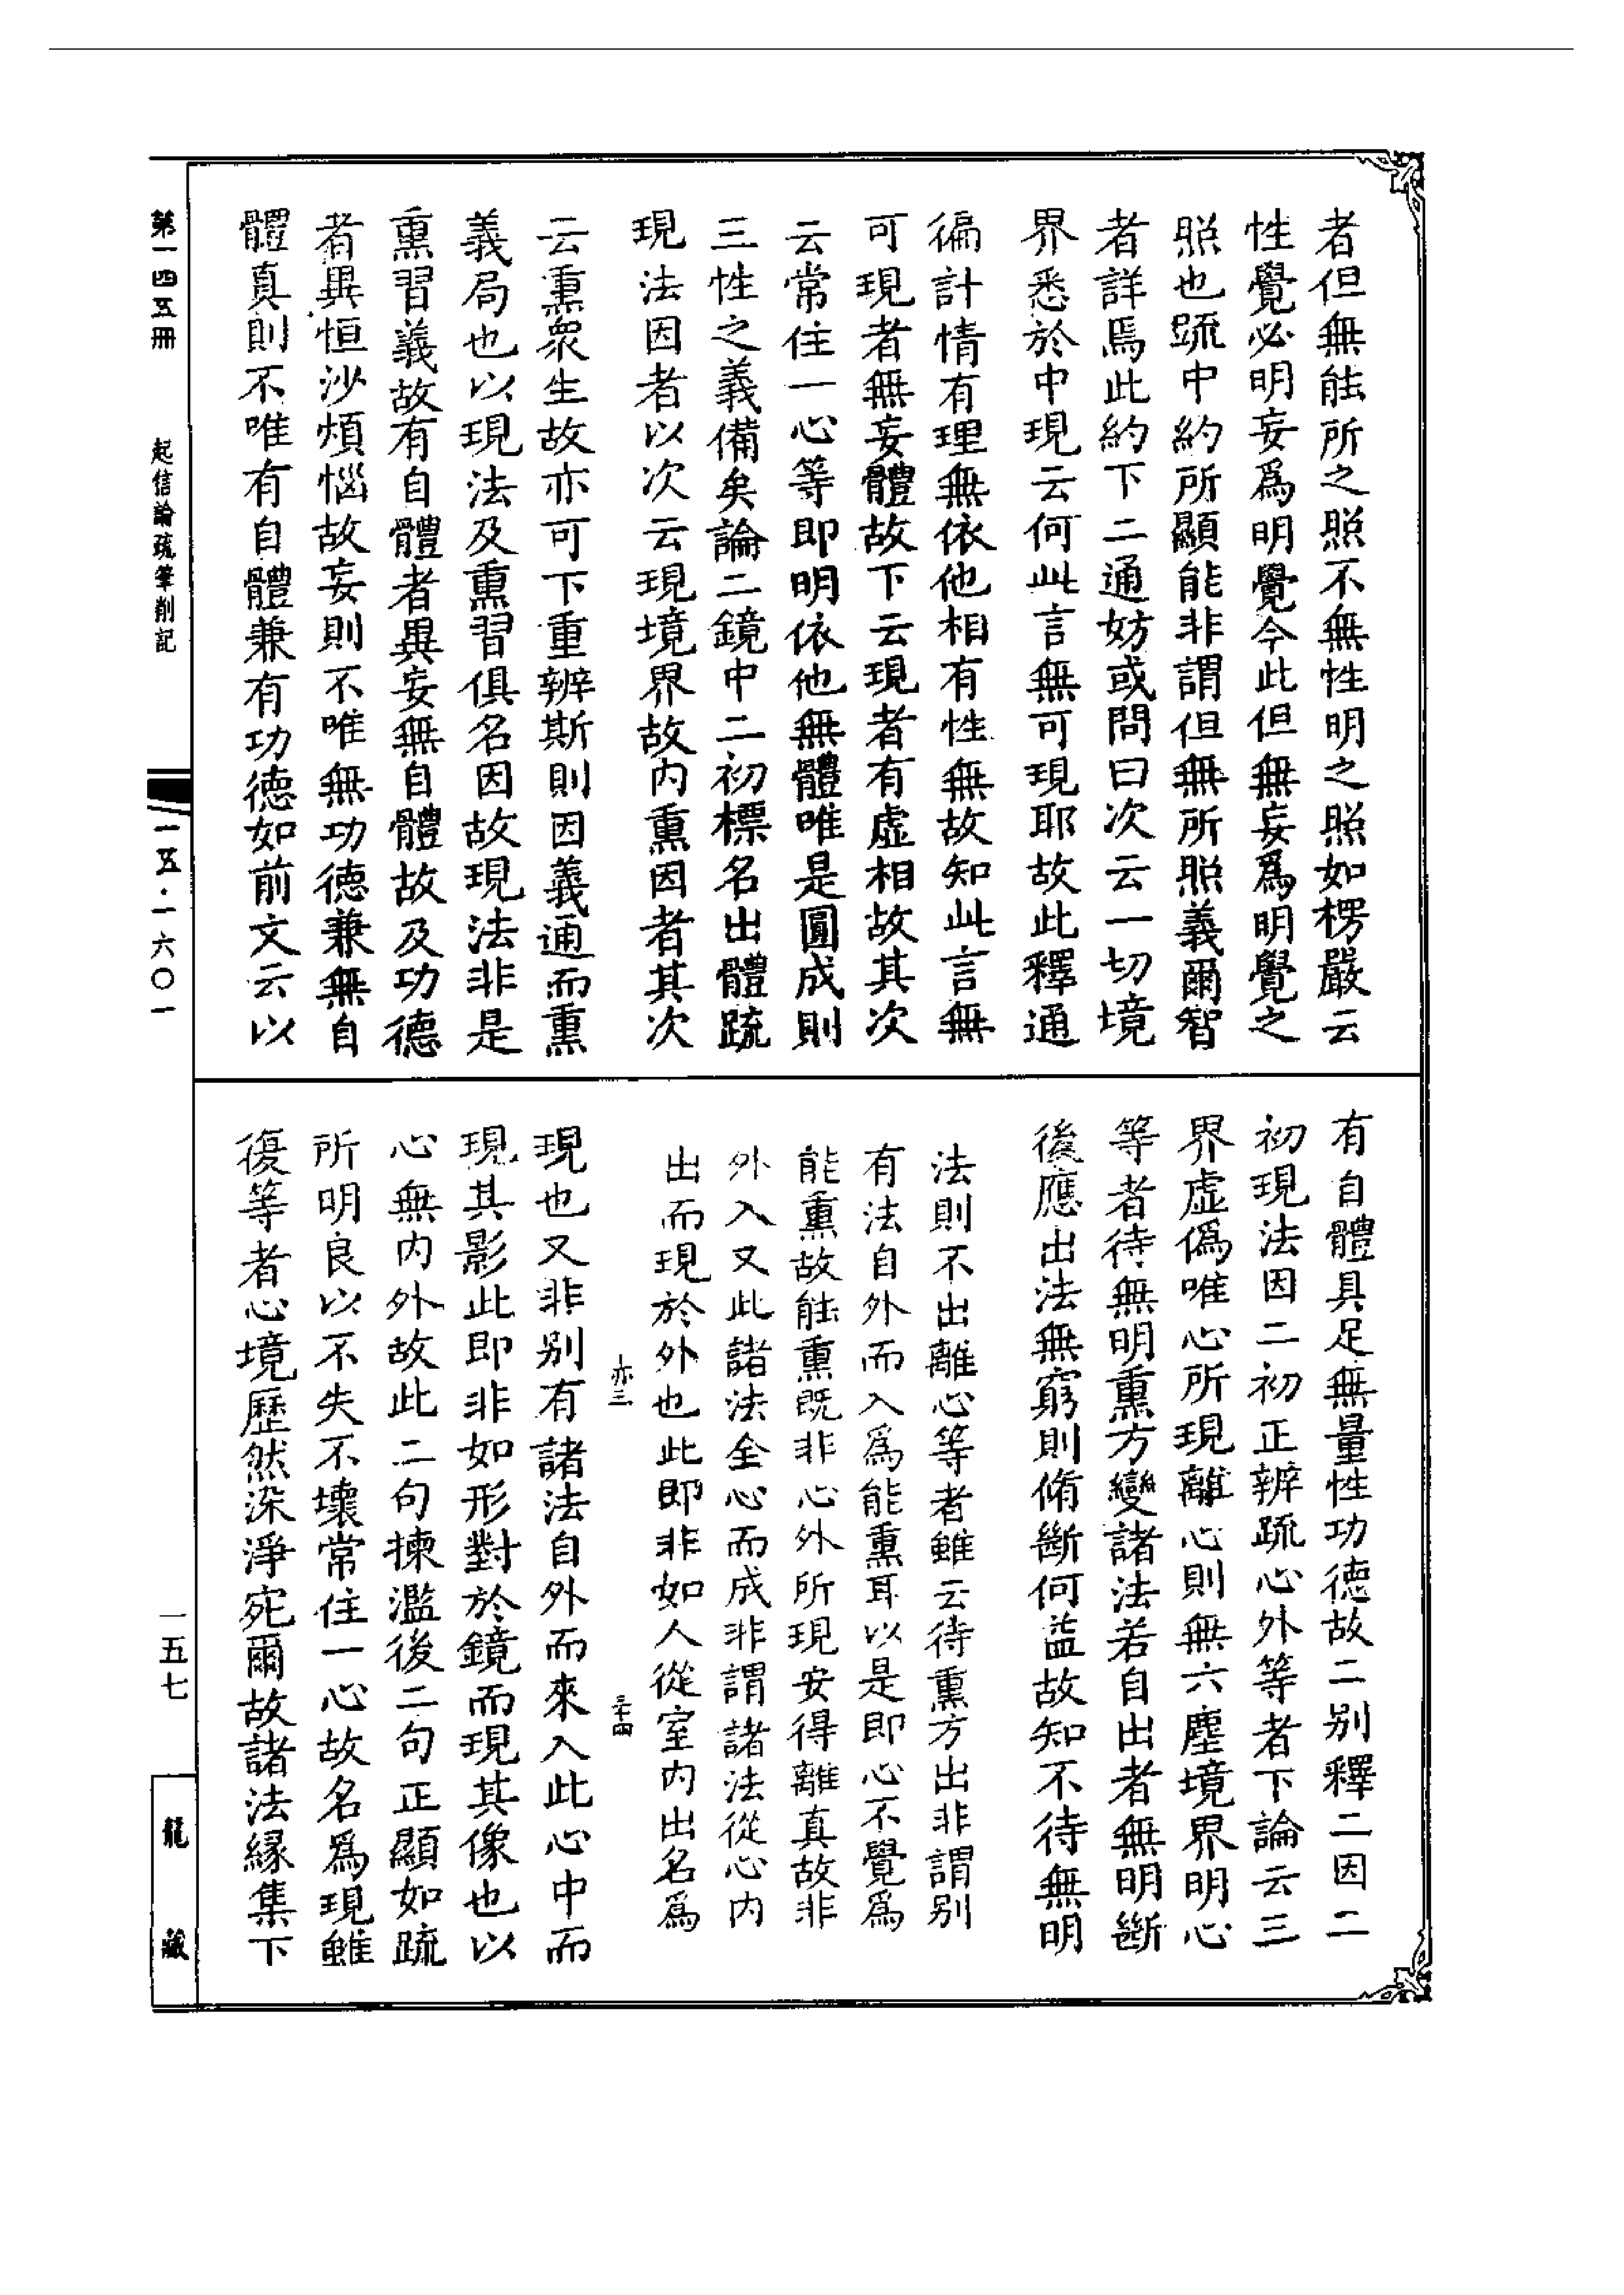 者但無能所之照不無性明之照如楞嚴云
性覺必明妄爲明覺今此但無妄爲明覺之
照也疏中約所顯能非謂但無所照義爾智
者詳焉此約下二通妨或問曰次云一切境
界悉於中現云何此言無可現耶故此釋通
徧計情有理無依他相有性無故知此言無
可現者無妄體故下云現者有虛相故其次
云常住一心等即明依他無體唯是圓成則
三性之義備矣論二鏡中二初標名出體疏
現法因者以次云現境界故內熏因者其次
云熏衆生故亦可下重辨斯則因義通而熏
義局也以現法及熏習俱名因故現法非是
熏習義故有自體者異妄無自體故及功德
者異恒沙煩惱故妄則不唯無功德兼無自
體真則不唯有自體兼有功德如前文云以
有自體具足無量性功德故二別釋二因二
初現法因二初正辨疏心外等者下論云三
界虛僞唯心所現離心則無六塵境界明心
等者待無明熏方變諸法若自出者無明斷
後應出法無窮則脩斷何益故知不待無明
法則不出離心等者雖云待熏方出非謂別
有法自外而入爲能熏耳以是即心不覺爲
能熏故能熏既非心外所現安得離真故非
外入又此諸法全心而成非謂諸法從心內
出而現於外也此即非如人從室內出名爲
亦三
三十四
現也又非別有諸法自外而來入此心中而
現其影此即非如形對於鏡而現其像也以
心無內外故此二句揀濫後二句正顯如疏
所明良以不失不壞常住一心故名爲現雖
復等者心境歷然染淨宛爾故諸法緣集下
第一四五冊
起信論疏筆削記
一五·一六〇一
一五七
龍藏